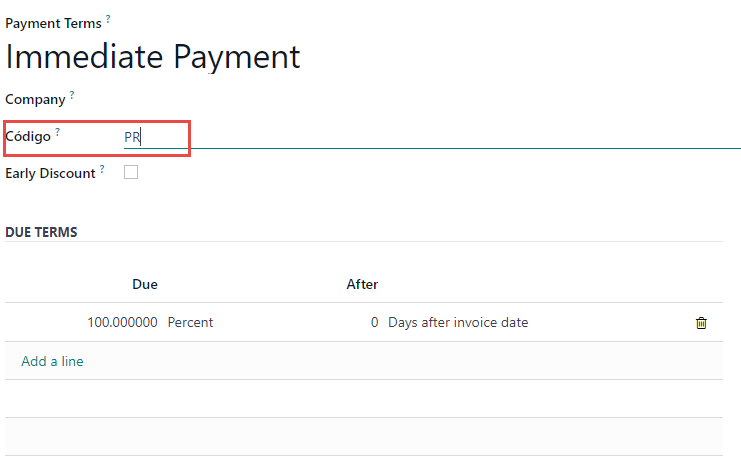 Payment Terms ?
Immediate Payment
Company ?
Código ? PR
Early Discount ?
DUE TERMS
Due After
100.000000 Percent 0 Days after invoice date
Add a line